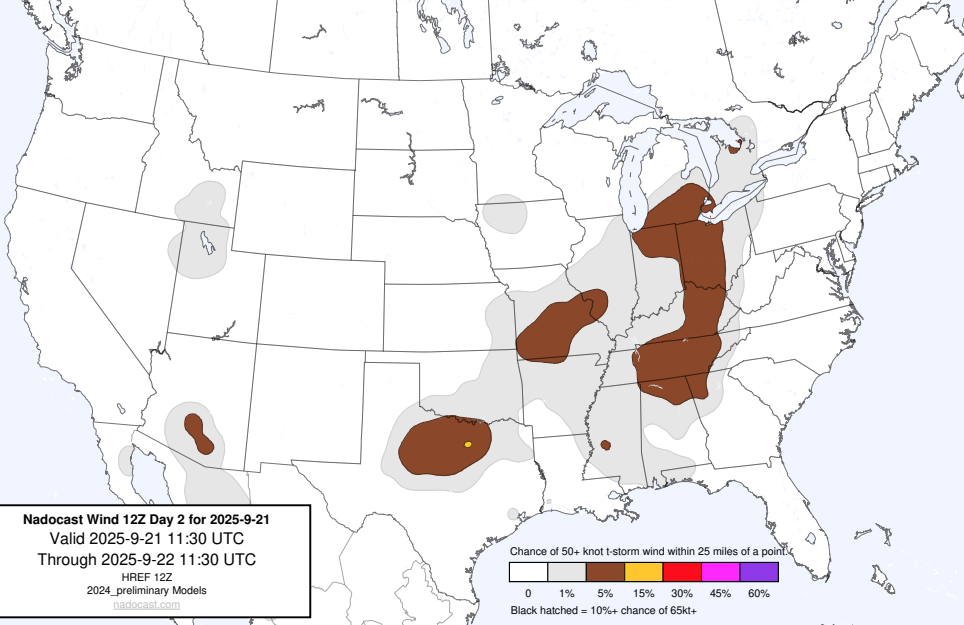 Nadocast Wind 12Z Day 2 for 2025-9-21
Valid 2025-9-21 11:30 UTC
Through 2025-9-22 11:30 UTC
HREF 12Z
2024_preliminary Models
nadocast.com
Chance of 50+ knot t-storm wind within 25 miles of a point.
0 1% 5% 15% 30% 45% 60%
Black hatched = 10%+ chance of 65kt+